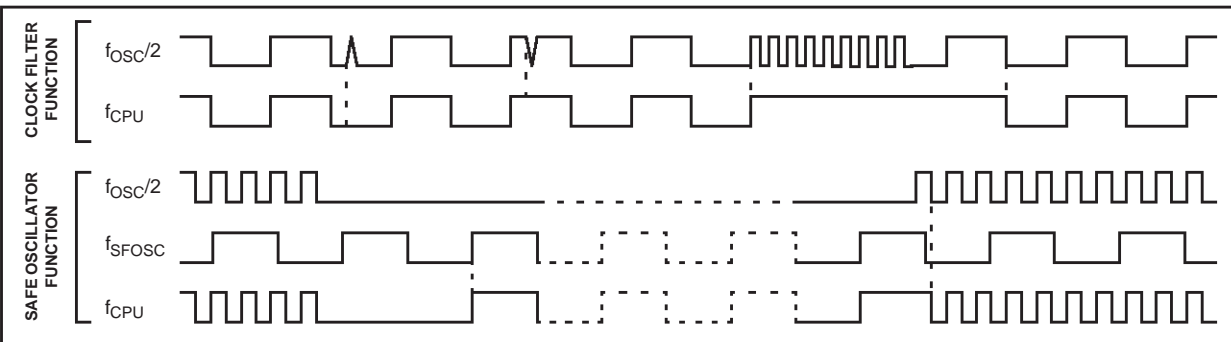 CLOCK FILTER
FUNCTION
fOSC/2
fCPU
SAFE OSCILLATOR
FUNCTION
fOSC/2
fSFOSC
fCPU